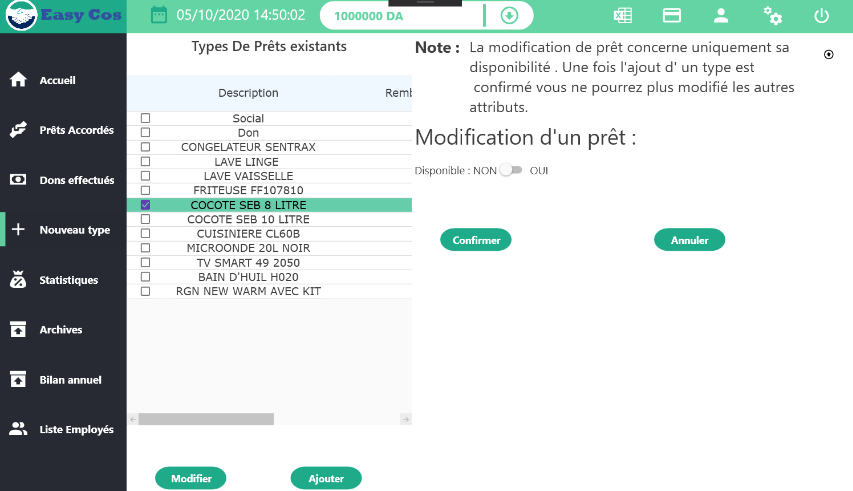 Easy Cos
05/10/2020 14:50:02
1000000 DA
Accueil
Prêts Accordés
Dons effectués
Nouveau type
Statistiques
Archives
Bilan annuel
Liste Employés
Types De Prêts existants
Description
Remb
Social
Don
CONGELATEUR SENTRAX
LAVE LINGE
LAVE VAISSELLE
FRITEUSE FF107810
COCOTE SEB 8 LITRE
COCOTE SEB 10 LITRE
CUISINIERE CL60B
MICROONDE 20L NOIR
TV SMART 49 2050
BAIN D'HUIL H020
RGN NEW WARM AVEC KIT
Modifier
Ajouter
Note : La modification de prêt concerne uniquement sa
disponibilité . Une fois l'ajout d' un type est
confirmé vous ne pourrez plus modifié les autres
attributs.
Modification d'un prêt :
Disponible : NON OUI
Confirmer
Annuler